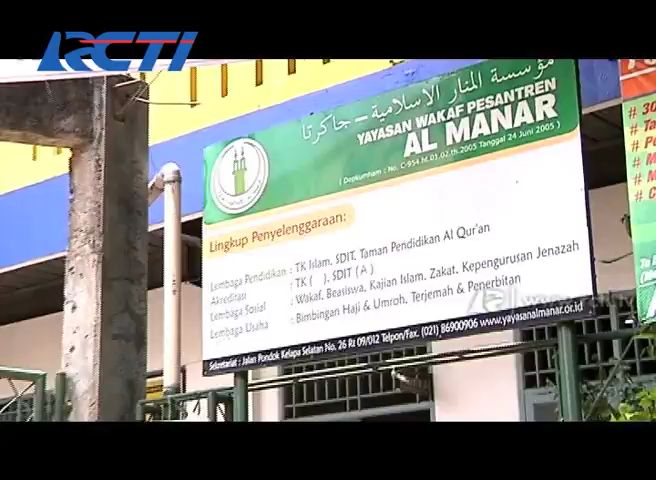 RCTI
مؤسسة المنار الاسلامية – جاكرتا
YAYASAN WAKAF PESANTREN
AL MANAR
( Depkumham : No. C-954.ht.01.02.th.2005 Tanggal 24 Juni 2005 )
Lingkup Penyelenggaraan:
Lembaga Pendidikan : TK Islam, SDIT, Taman Pendidikan Al Qur'an
Akreditasi : TK ( ), SDIT ( A )
Lembaga Sosial : Wakaf, Beasiswa, Kajian Islam, Zakat, Kepengurusan Jenazah
Lembaga Usaha : Bimbingan Haji & Umroh, Terjemah & Penerbitan
Sekretariat : Jalan Pondok Kelapa Selatan No. 26 Rt 09/012 Telpon/Fax. (021) 86900906 www.yayasanalmanar.or.id